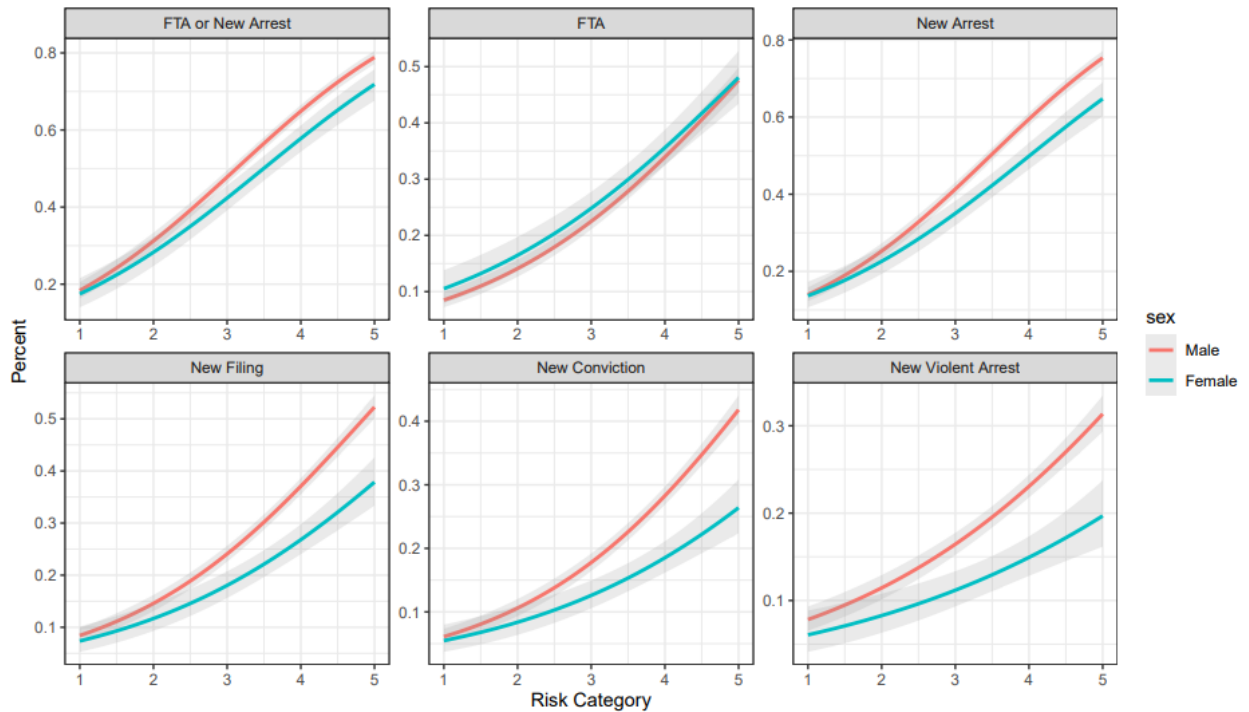 FTA or New Arrest
FTA
New Arrest
0.8
0.6
0.4
0.2
0.5
0.4
0.3
0.2
0.1
0.8
0.6
0.4
0.2
1 2 3 4 5
1 2 3 4 5
1 2 3 4 5
Percent
New Filing
New Conviction
New Violent Arrest
0.5
0.4
0.3
0.2
0.1
0.4
0.3
0.2
0.1
0.3
0.2
0.1
1 2 3 4 5
1 2 3 4 5
1 2 3 4 5
Risk Category
sex
Male
Female